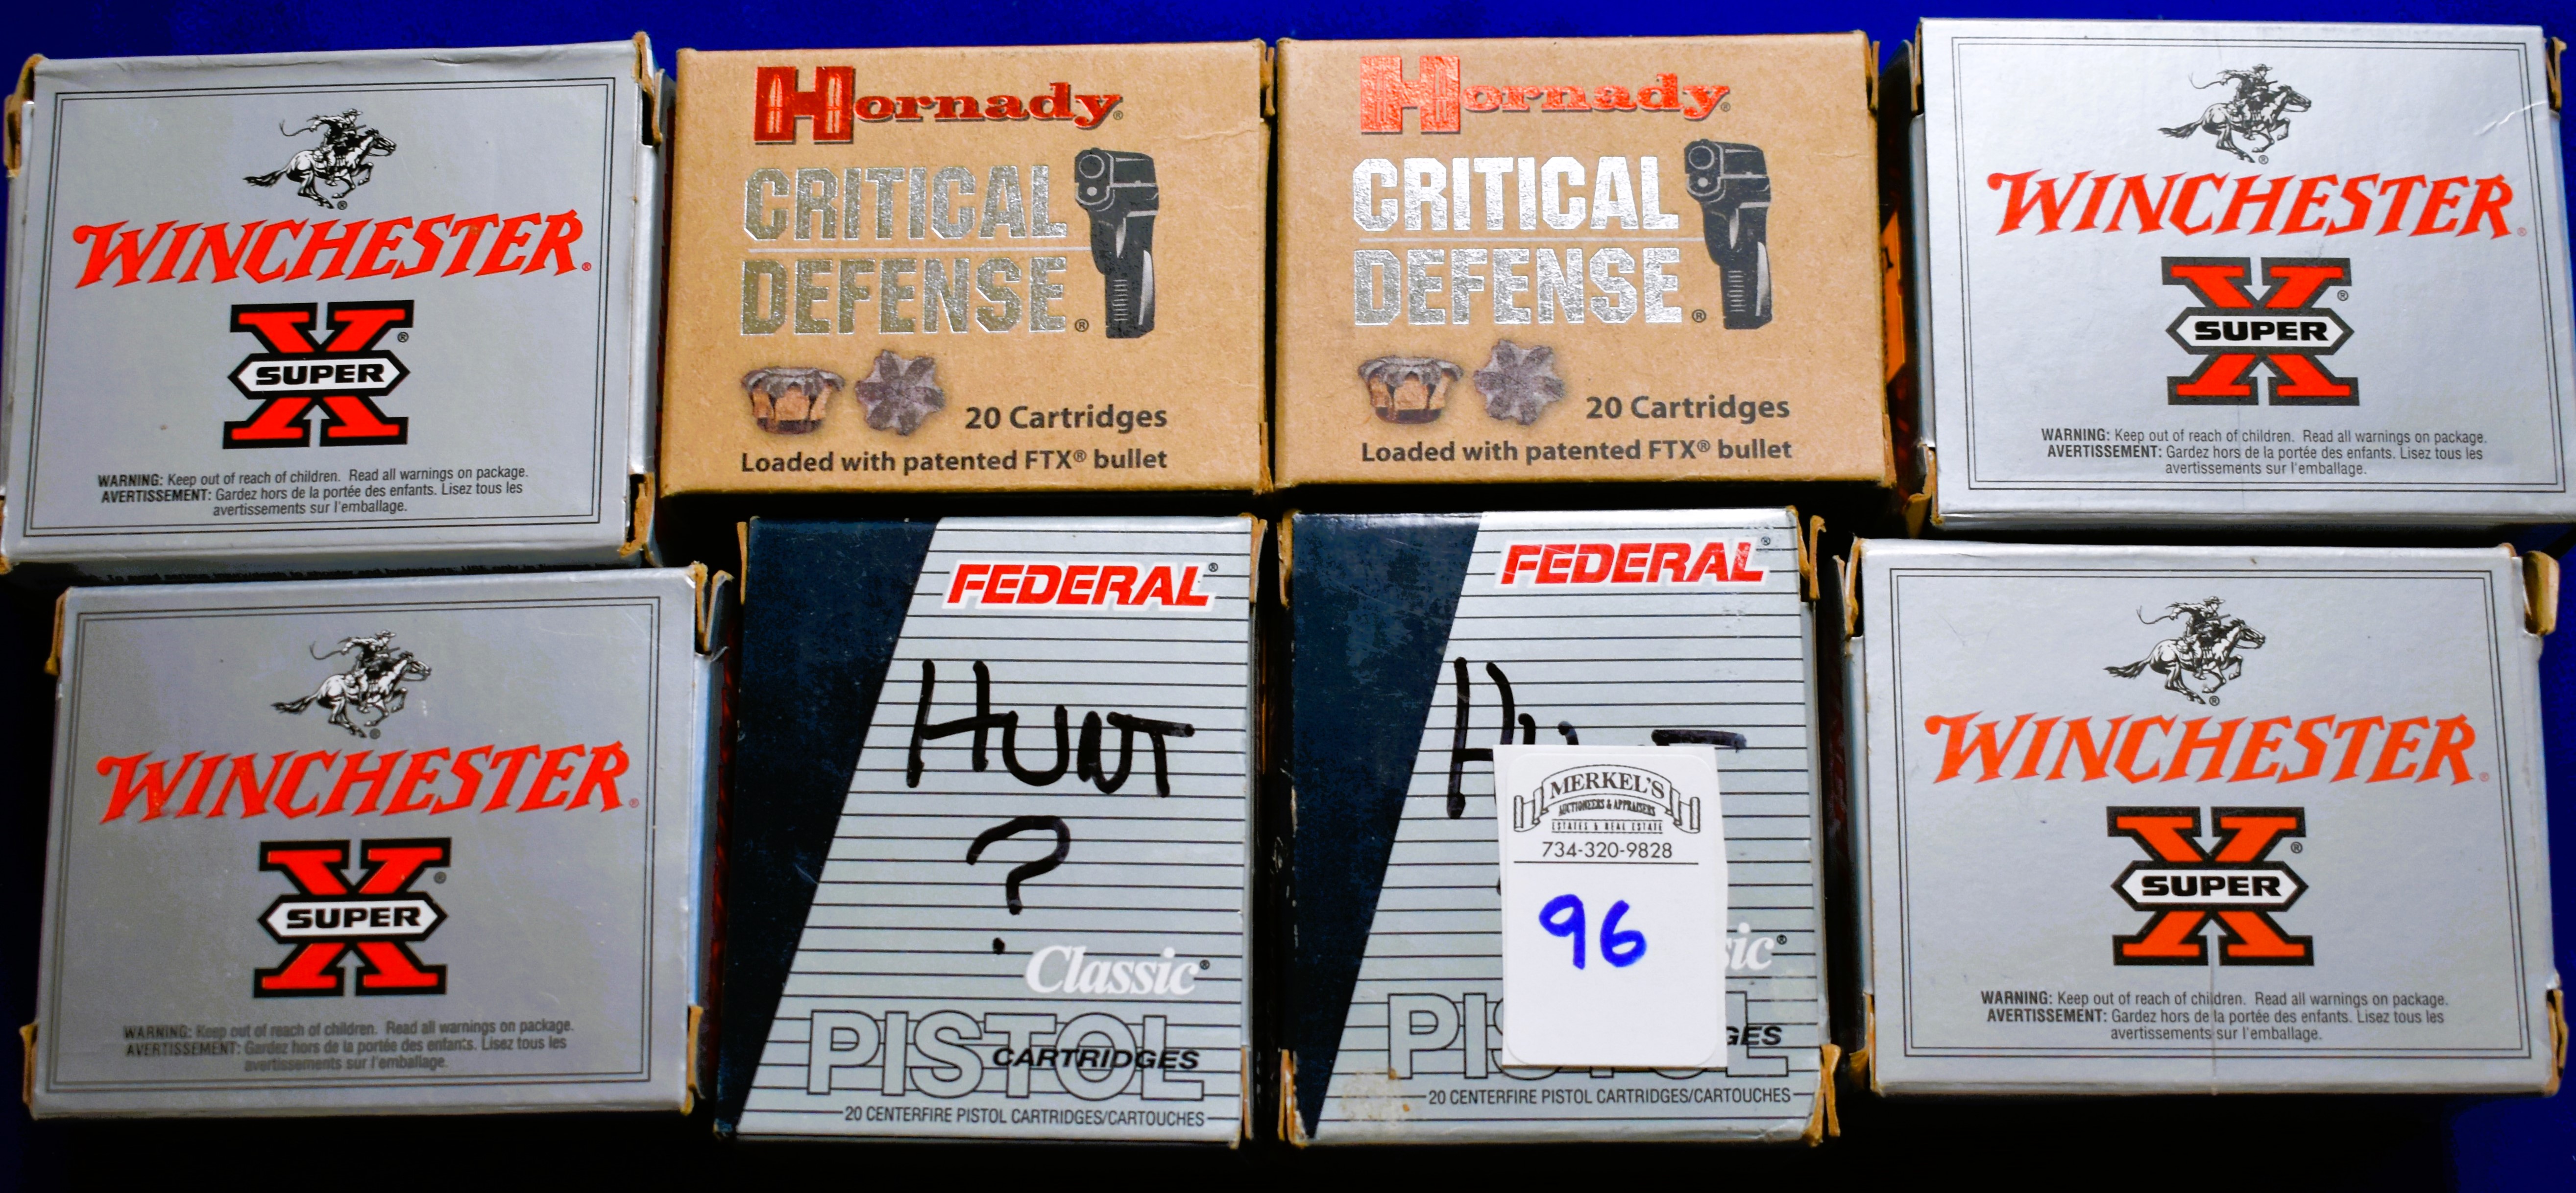 WINCHESTER®
X®
SUPER
WARNING: Keep out of reach of children. Read all warnings on package.
AVERTISSEMENT: Gardez hors de la portée des enfants. Lisez tous les
avertissements sur l'emballage.
Hornady®
CRITICAL
DEFENSE®
20 Cartridges
Loaded with patented FTX® bullet
Hornady®
CRITICAL
DEFENSE®
20 Cartridges
Loaded with patented FTX® bullet
WINCHESTER®
X®
SUPER
WARNING: Keep out of reach of children. Read all warnings on package.
AVERTISSEMENT: Gardez hors de la portée des enfants. Lisez tous les
avertissements sur l'emballage.
WINCHESTER®
X®
SUPER
WARNING: Keep out of reach of children. Read all warnings on package.
AVERTISSEMENT: Gardez hors de la portée des enfants. Lisez tous les
avertissements sur l'emballage.
FEDERAL®
HUNT
?
Classic®
PISTOL
CARTRIDGES
20 CENTERFIRE PISTOL CARTRIDGES/CARTOUCHES
FEDERAL®
MERKEL'S
AUCTIONEERS & APPRAISERS
ESTATES & REAL ESTATE
734-320-9828
96
20 CENTERFIRE PISTOL CARTRIDGES/CARTOUCHES
WINCHESTER®
X®
SUPER
WARNING: Keep out of reach of children. Read all warnings on package.
AVERTISSEMENT: Gardez hors de la portée des enfants. Lisez tous les
avertissements sur l'emballage.